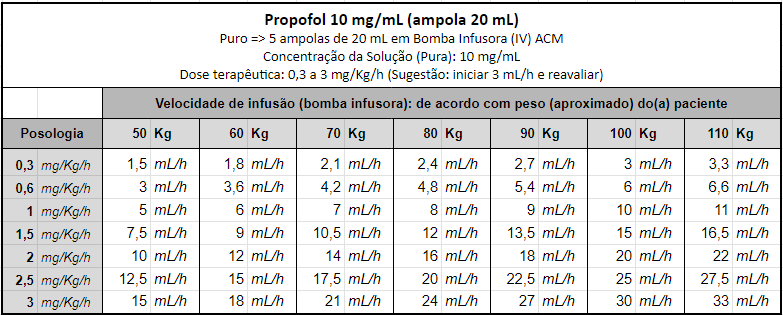 Propofol 10 mg/mL (ampola 20 mL)
Puro => 5 ampolas de 20 mL em Bomba Infusora (IV) ACM
Concentração da Solução (Pura): 10 mg/mL
Dose terapêutica: 0,3 a 3 mg/Kg/h (Sugestão: iniciar 3 mL/h e reavaliar)
Velocidade de infusão (bomba infusora): de acordo com peso (aproximado) do(a) paciente
Posologia 50 Kg 60 Kg 70 Kg 80 Kg 90 Kg 100 Kg 110 Kg
0,3 mg/Kg/h 1,5 mL/h 1,8 mL/h 2,1 mL/h 2,4 mL/h 2,7 mL/h 3 mL/h 3,3 mL/h
0,6 mg/Kg/h 3 mL/h 3,6 mL/h 4,2 mL/h 4,8 mL/h 5,4 mL/h 6 mL/h 6,6 mL/h
1 mg/Kg/h 5 mL/h 6 mL/h 7 mL/h 8 mL/h 9 mL/h 10 mL/h 11 mL/h
1,5 mg/Kg/h 7,5 mL/h 9 mL/h 10,5 mL/h 12 mL/h 13,5 mL/h 15 mL/h 16,5 mL/h
2 mg/Kg/h 10 mL/h 12 mL/h 14 mL/h 16 mL/h 18 mL/h 20 mL/h 22 mL/h
2,5 mg/Kg/h 12,5 mL/h 15 mL/h 17,5 mL/h 20 mL/h 22,5 mL/h 25 mL/h 27,5 mL/h
3 mg/Kg/h 15 mL/h 18 mL/h 21 mL/h 24 mL/h 27 mL/h 30 mL/h 33 mL/h